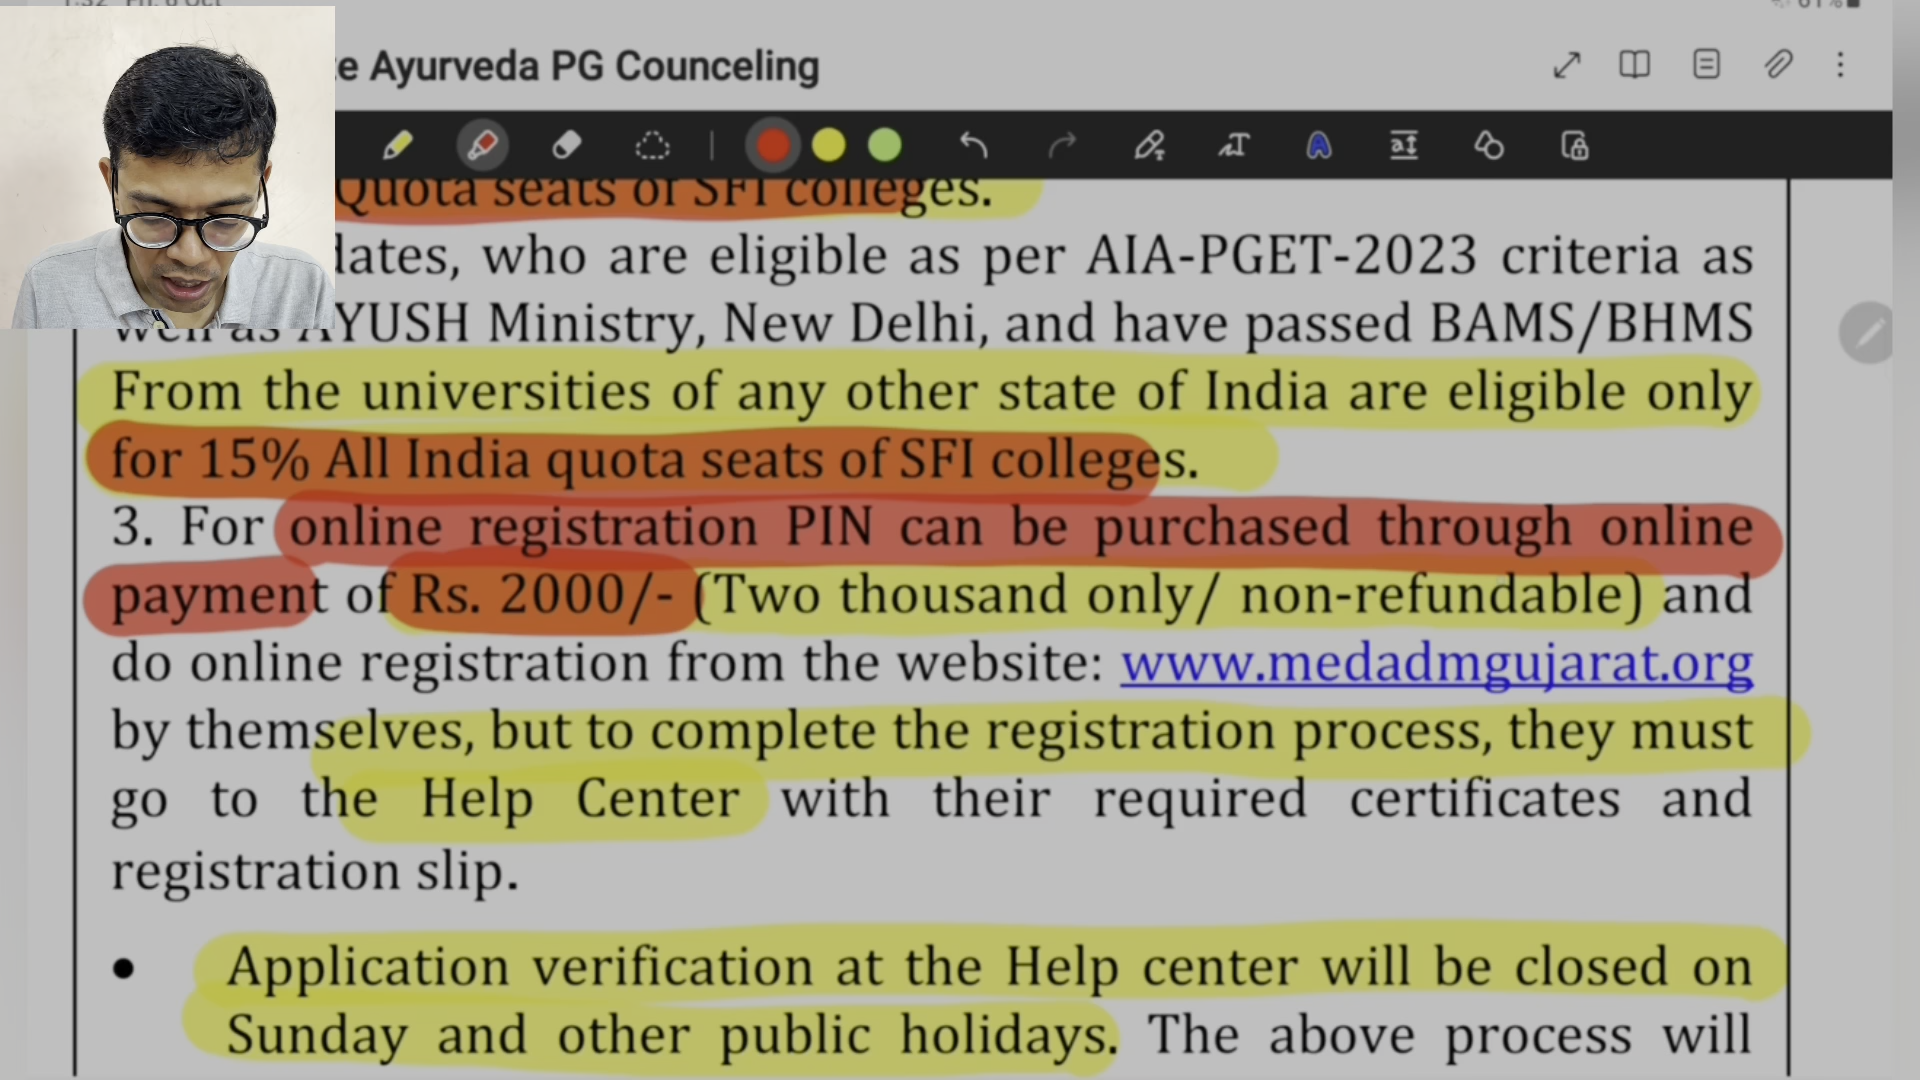 Fri, 6 Oct
Ayurveda PG Counceling
Quota seats of SFI colleges.
dates, who are eligible as per AIA-PGET-2023 criteria as
well as AYUSH Ministry, New Delhi, and have passed BAMS/BHMS
From the universities of any other state of India are eligible only
for 15% All India quota seats of SFI colleges.
3. For online registration PIN can be purchased through online
payment of Rs. 2000/- (Two thousand only/ non-refundable) and
do online registration from the website: www.medadmgujarat.org
by themselves, but to complete the registration process, they must
go to the Help Center with their required certificates and
registration slip.
• Application verification at the Help center will be closed on
Sunday and other public holidays. The above process will